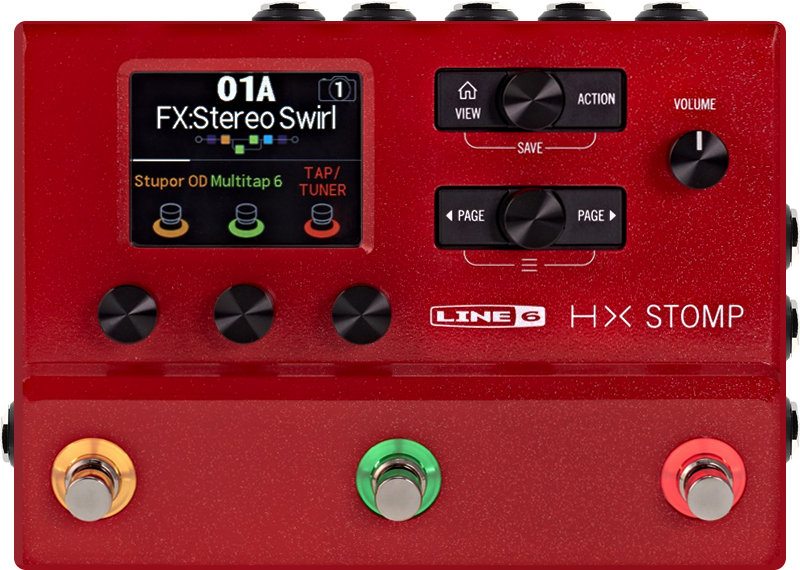 01A
1
FX:Stereo Swirl
Stupor OD
Multitap 6
TAP/
TUNER
VIEW
ACTION
SAVE
VOLUME
PAGE
PAGE
LINE 6
HX STOMP